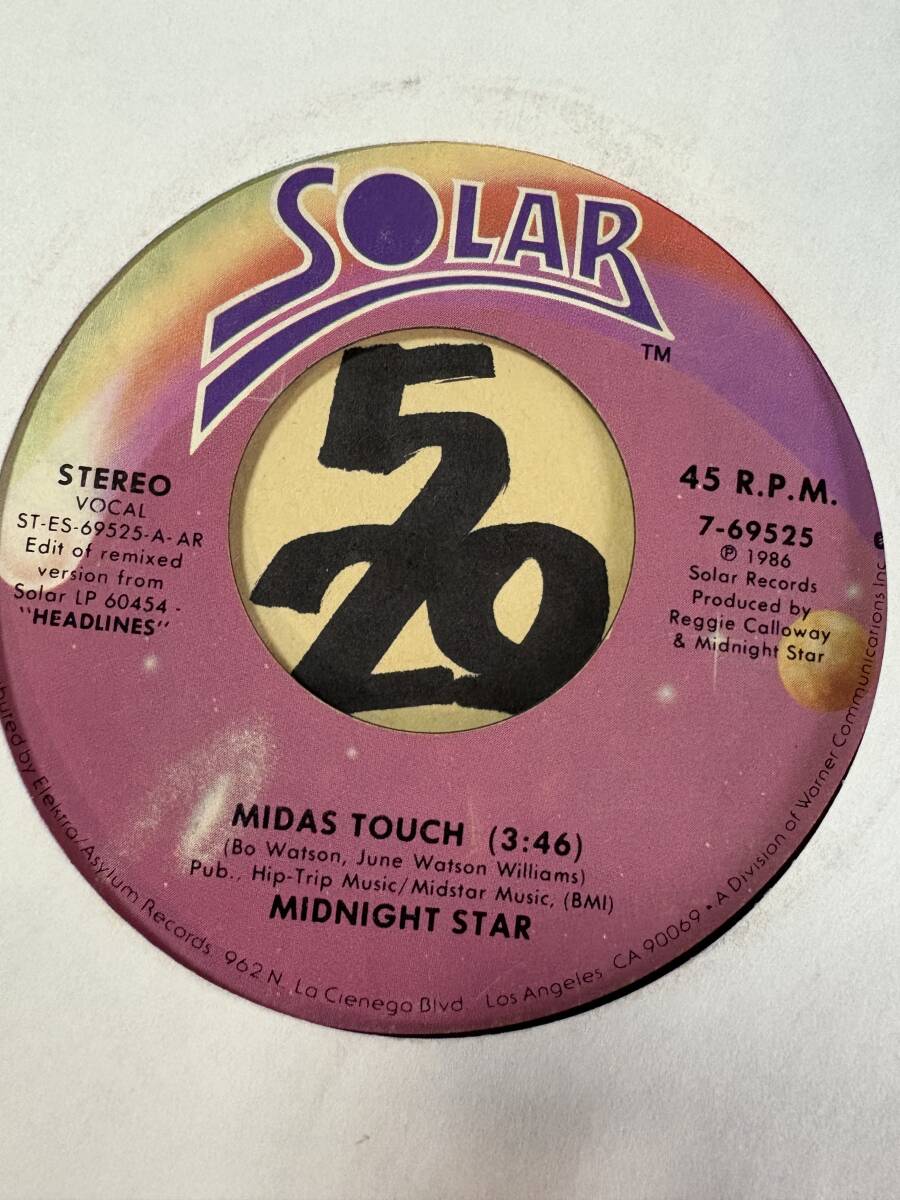 SOLAR
TM
5
20
STEREO
VOCAL
ST-ES-69525-A-AR
Edit of remixed
version from
Solar LP 60454 -
"HEADLINES"
45 R.P.M.
7-69525
℗ 1986
Solar Records
Produced by
Reggie Calloway
& Midnight Star
MIDAS TOUCH (3:46)
(Bo Watson, June Watson Williams)
Pub., Hip-Trip Music/Midstar Music, (BMI)
MIDNIGHT STAR
by Elektra/Asylum Records, 962 N. La Cienego Blvd. Los Angeles, CA 90069 • A Division of Warner Communications Inc.